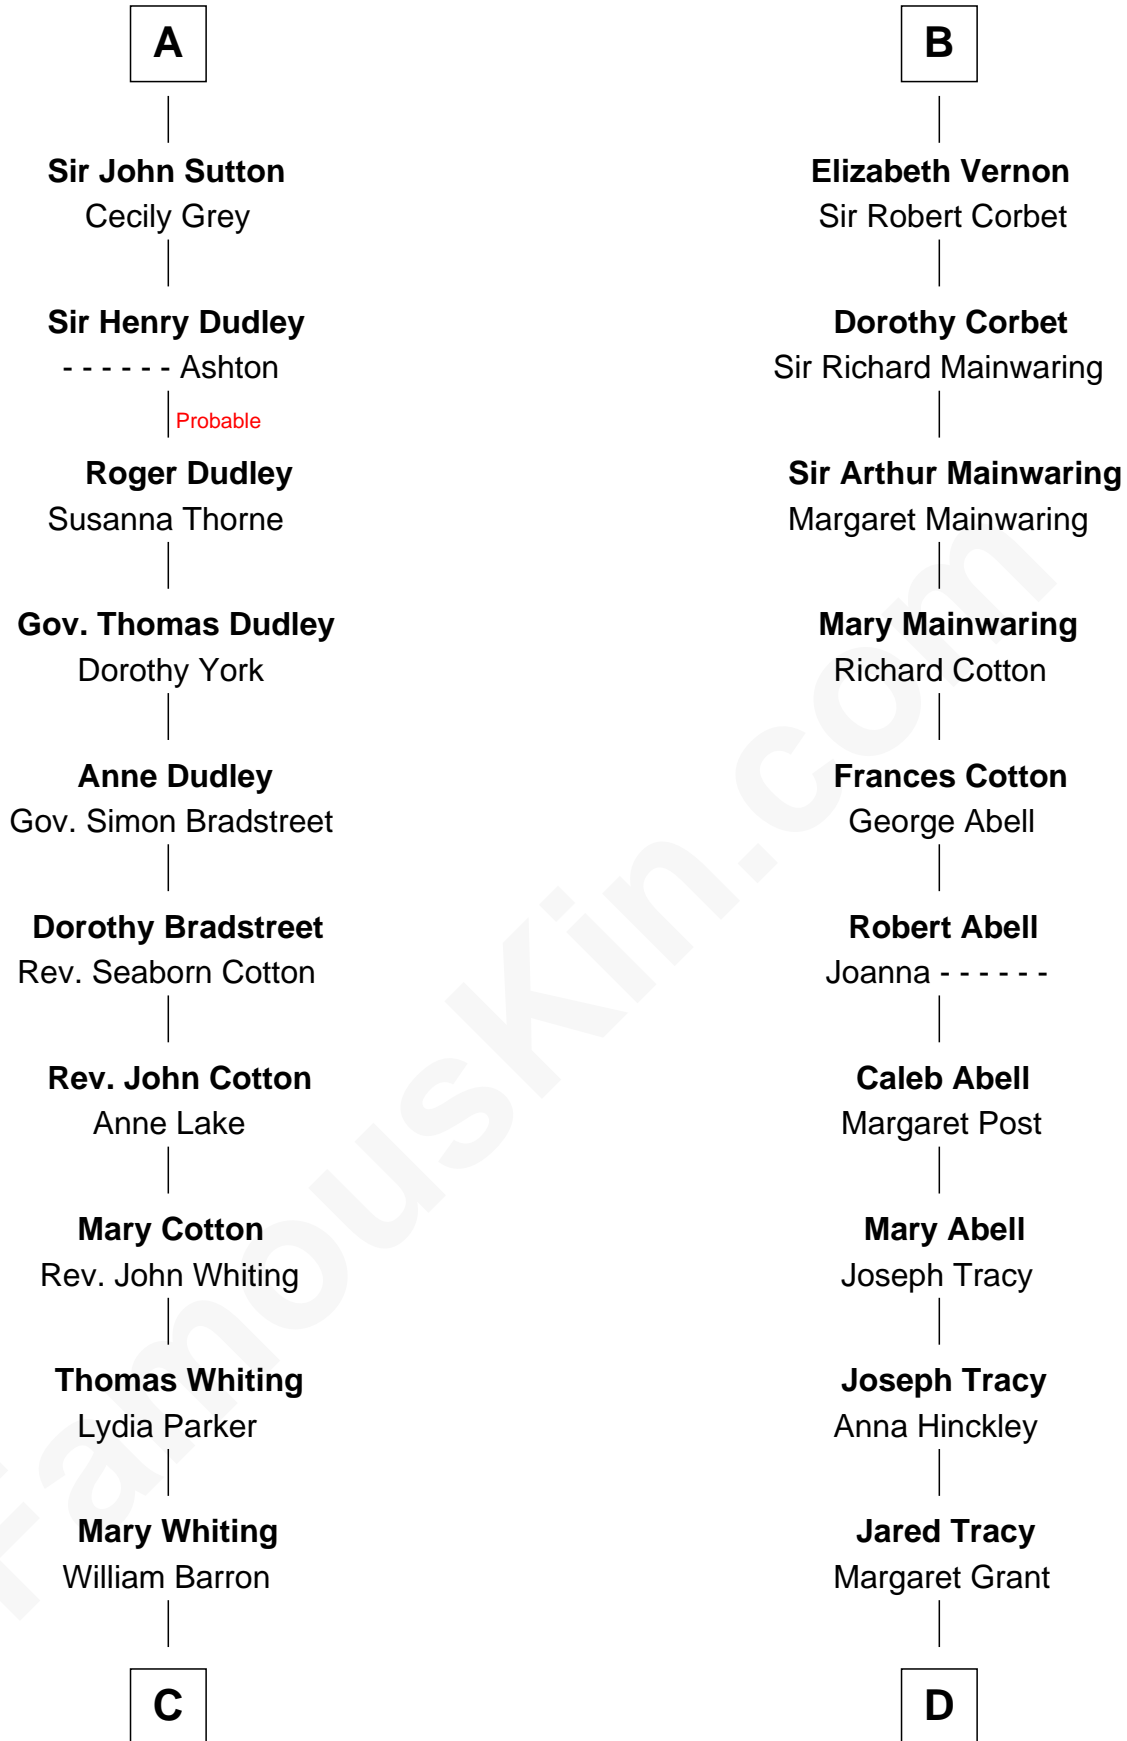 A
Sir John Sutton
Cecily Grey
Sir Henry Dudley
- - - - - - Ashton
Probable
Roger Dudley
Susanna Thorne
Gov. Thomas Dudley
Dorothy York
Anne Dudley
Gov. Simon Bradstreet
Dorothy Bradstreet
Rev. Seaborn Cotton
Rev. John Cotton
Anne Lake
Mary Cotton
Rev. John Whiting
Thomas Whiting
Lydia Parker
Mary Whiting
William Barron
C
B
Elizabeth Vernon
Sir Robert Corbet
Dorothy Corbet
Sir Richard Mainwaring
Sir Arthur Mainwaring
Margaret Mainwaring
Mary Mainwaring
Richard Cotton
Frances Cotton
George Abell
Robert Abell
Joanna - - - - - -
Caleb Abell
Margaret Post
Mary Abell
Joseph Tracy
Joseph Tracy
Anna Hinckley
Jared Tracy
Margaret Grant
D
FamousKin.com